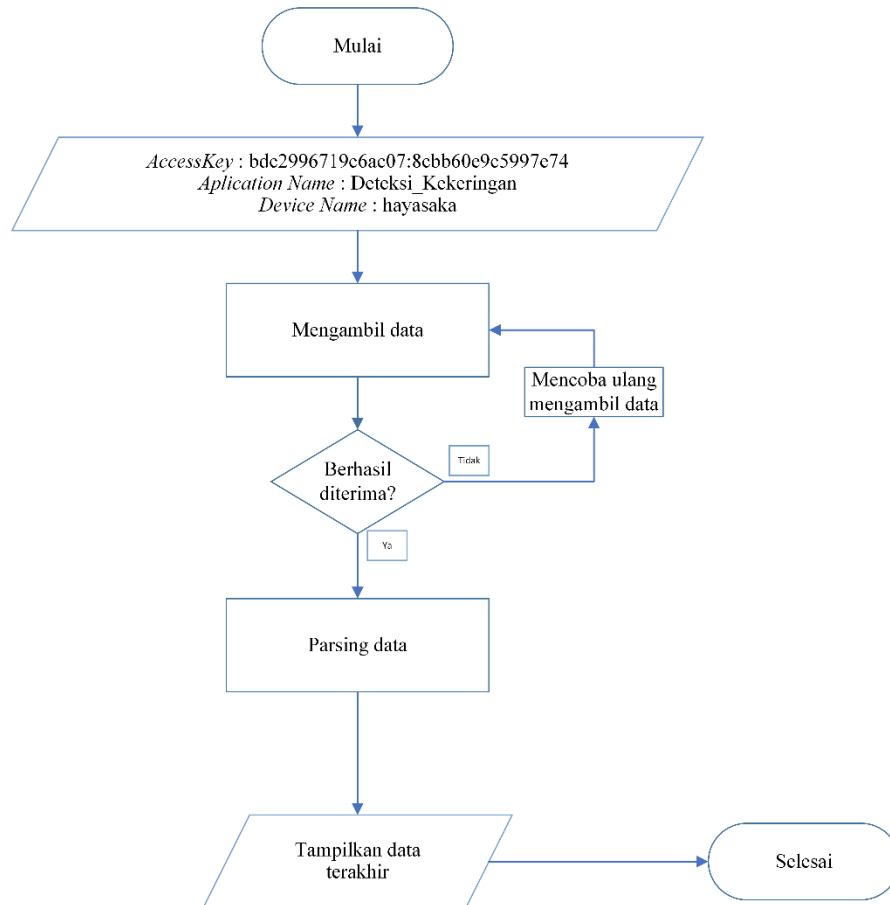 Mulai
AccessKey : bdc2996719c6ac07:8cbb60e9c5997c74
Aplication Name : Deteksi_Kekeringan
Device Name : hayasaka
Mengambil data
Mencoba ulang
mengambil data
Berhasil
diterima?
Tidak
Ya
Parsing data
Tampilkan data
terakhir
Selesai